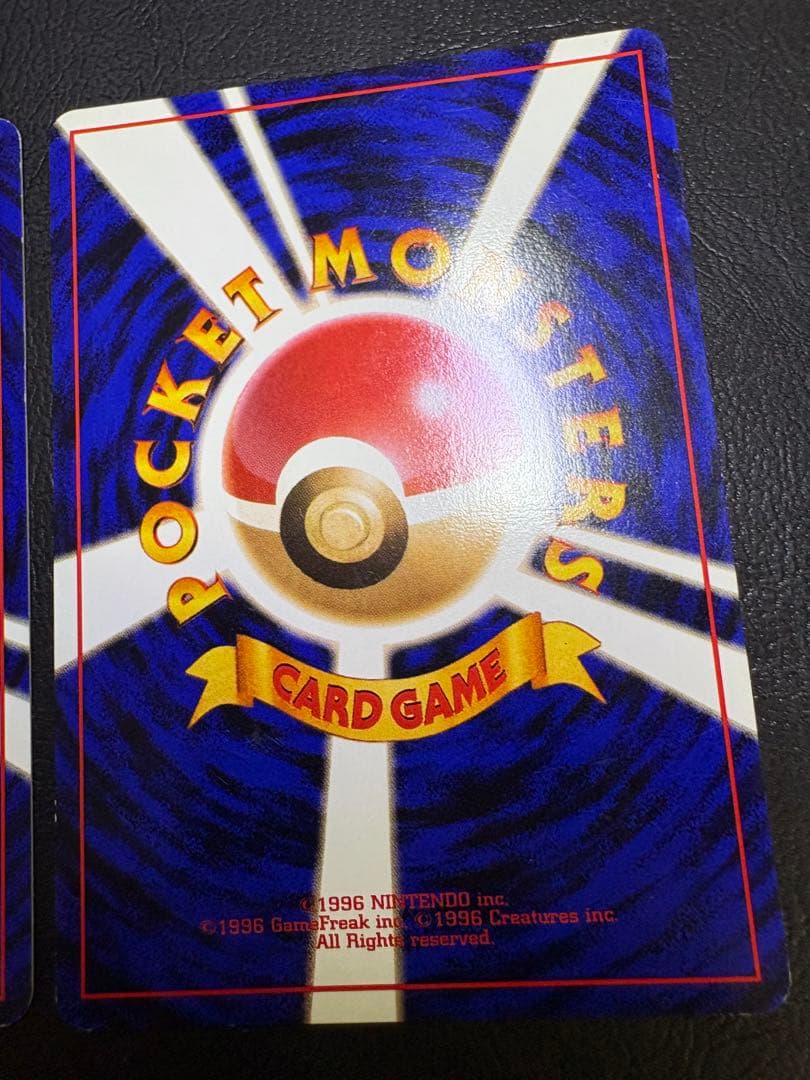 POCKET MONSTERS
CARD GAME
©1996 NINTENDO inc.
©1996 GameFreak inc. ©1996 Creatures inc.
All Rights reserved.